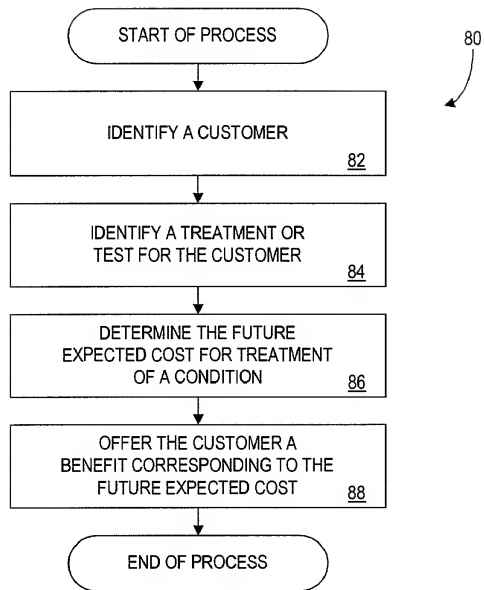 START OF PROCESS
80
IDENTIFY A CUSTOMER
82
IDENTIFY A TREATMENT OR
TEST FOR THE CUSTOMER
84
DETERMINE THE FUTURE
EXPECTED COST FOR TREATMENT
OF A CONDITION
86
OFFER THE CUSTOMER A
BENEFIT CORRESPONDING TO THE
FUTURE EXPECTED COST
88
END OF PROCESS